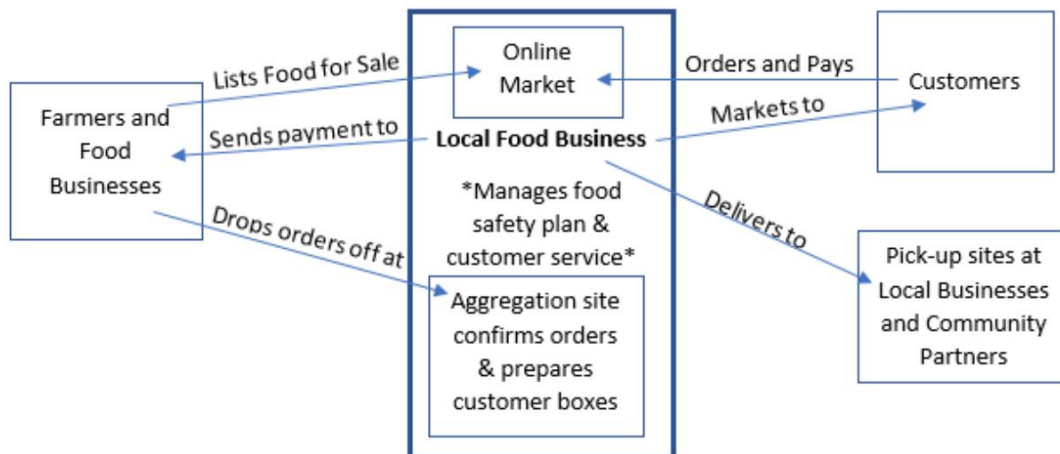 Farmers and
Food
Businesses
Lists Food for Sale
Sends payment to
Drops orders off at
Online
Market
Local Food Business
*Manages food
safety plan &
customer service*
Aggregation site
confirms orders
& prepares
customer boxes
Orders and Pays
Markets to
Delivers to
Customers
Pick-up sites at
Local Businesses
and Community
Partners